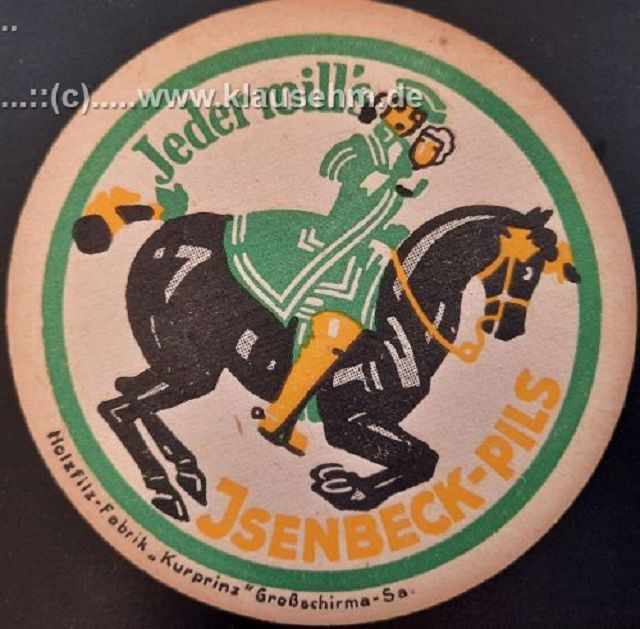 ...::(c).....www.klausehm.de
Jeder will's
JSENBECK-PILS
Holzfilz-Fabrik „Kurprinz" Großschirma-Sa.